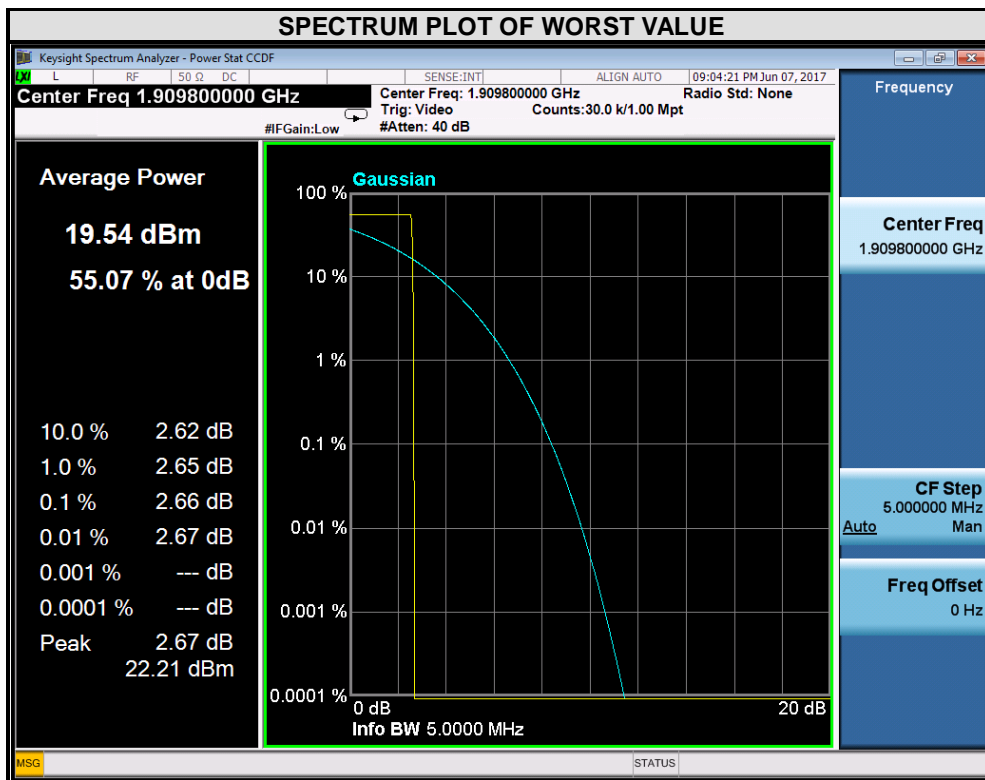 SPECTRUM PLOT OF WORST VALUE
Keysight Spectrum Analyzer - Power Stat CCDF
LXI L RF 50 Ω DC SENSE:INT ALIGN AUTO 09:04:21 PM Jun 07, 2017
Center Freq 1.909800000 GHz
Center Freq: 1.909800000 GHz Radio Std: None
Trig: Video Counts:30.0 k/1.00 Mpt
#IFGain:Low #Atten: 40 dB
Average Power
19.54 dBm
55.07 % at 0dB
10.0 % 2.62 dB
1.0 % 2.65 dB
0.1 % 2.66 dB
0.01 % 2.67 dB
0.001 % --- dB
0.0001 % --- dB
Peak 2.67 dB
22.21 dBm
Gaussian
100 %
10 %
1 %
0.1 %
0.01 %
0.001 %
0.0001 %
0 dB 20 dB
Info BW 5.0000 MHz
Frequency
Center Freq
1.909800000 GHz
CF Step
5.000000 MHz
Auto Man
Freq Offset
0 Hz
MSG STATUS